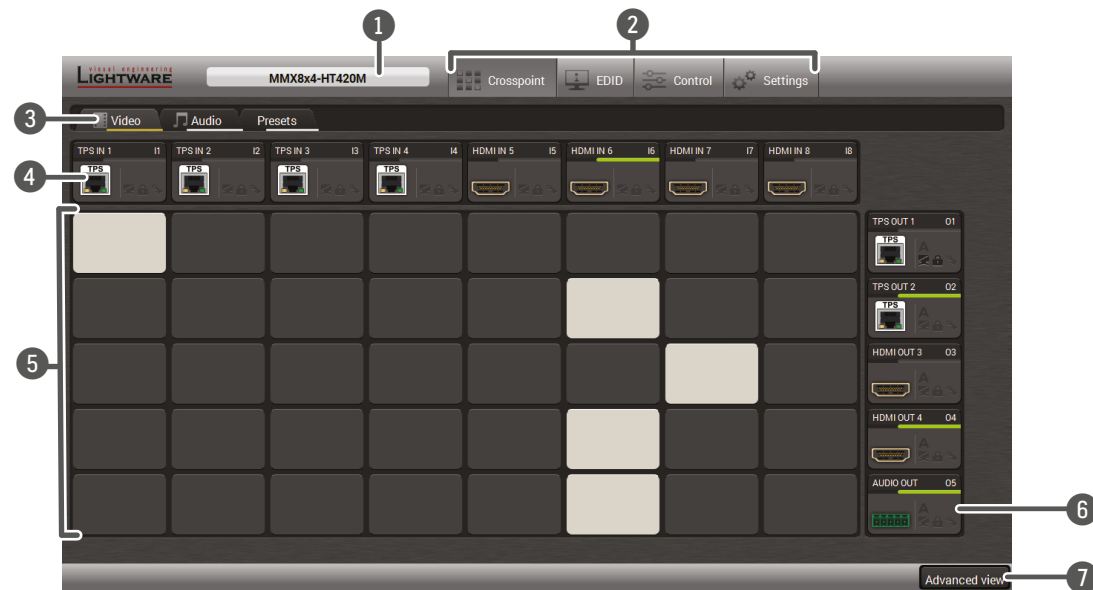 1
2
visual engineering
LIGHTWARE
MMX8x4-HT420M
Crosspoint
EDID
Control
Settings
3
Video
Audio
Presets
TPS IN 1 I1
TPS IN 2 I2
TPS IN 3 I3
TPS IN 4 I4
HDMI IN 5 I5
HDMI IN 6 I6
HDMI IN 7 I7
HDMI IN 8 I8
4
TPS
TPS
TPS
TPS
5
TPS OUT 1 O1
TPS
A
TPS OUT 2 O2
TPS
A
HDMI OUT 3 O3
A
HDMI OUT 4 O4
A
AUDIO OUT O5
A
6
Advanced view
7